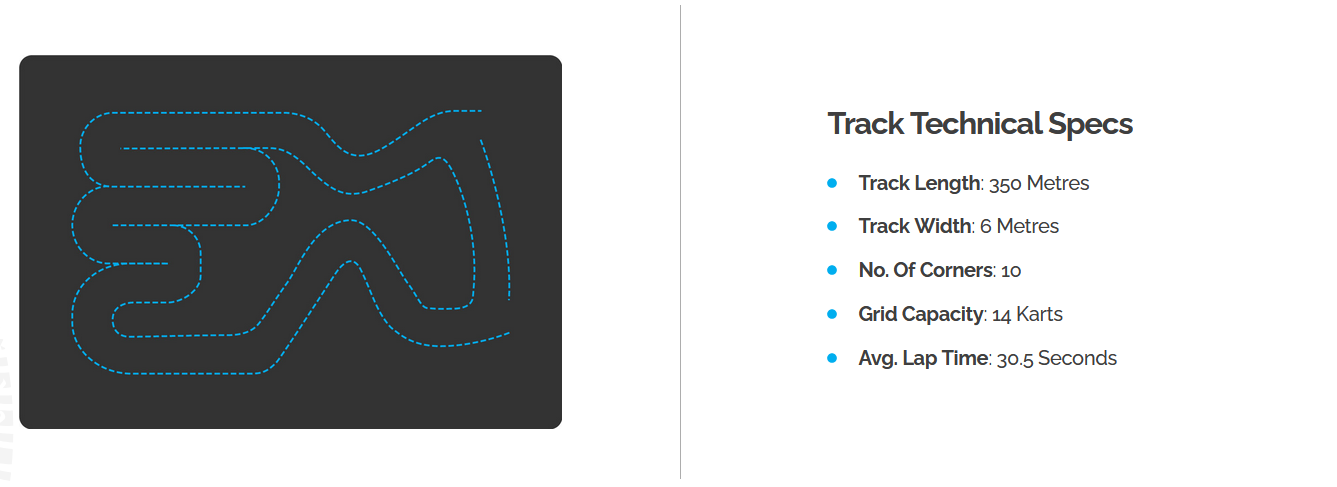 Track Technical Specs
Track Length: 350 Metres
Track Width: 6 Metres
No. Of Corners: 10
Grid Capacity: 14 Karts
Avg. Lap Time: 30.5 Seconds